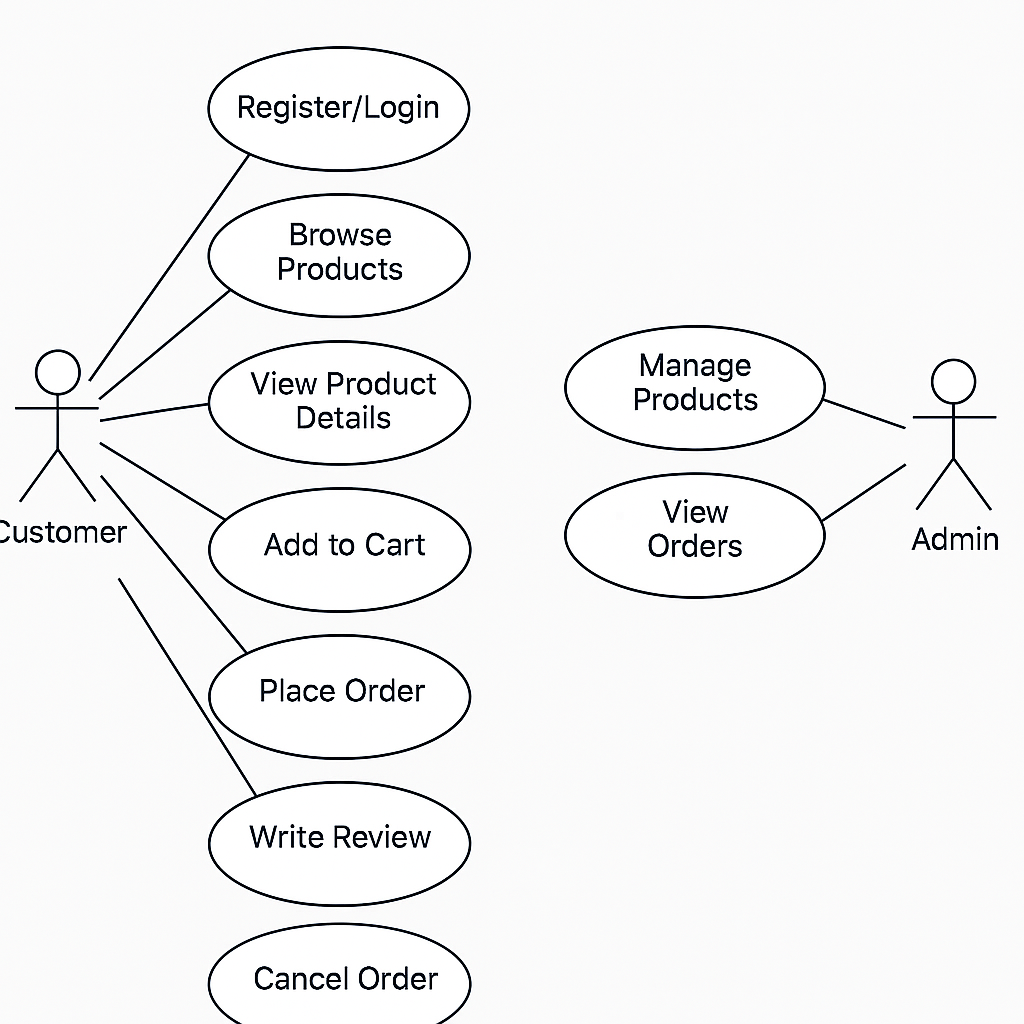 Register/Login
Browse
Products
View Product
Details
Add to Cart
Place Order
Write Review
Cancel Order
Customer
Manage
Products
View
Orders
Admin